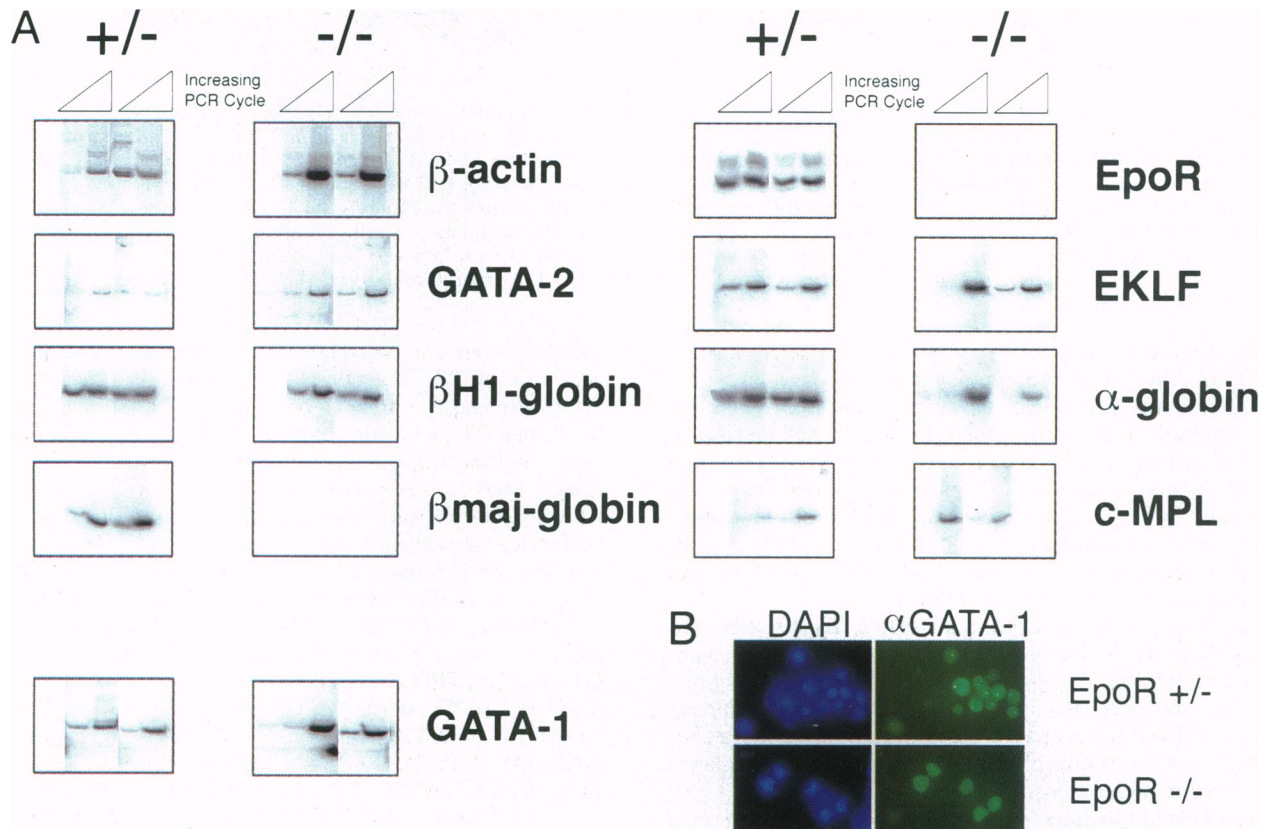 A
+/-
-/-
Increasing
PCR Cycle
β-actin
GATA-2
βH1-globin
βmaj-globin
GATA-1
+/-
-/-
Increasing
PCR Cycle
EpoR
EKLF
α-globin
c-MPL
B
DAPI
αGATA-1
EpoR +/-
EpoR -/-